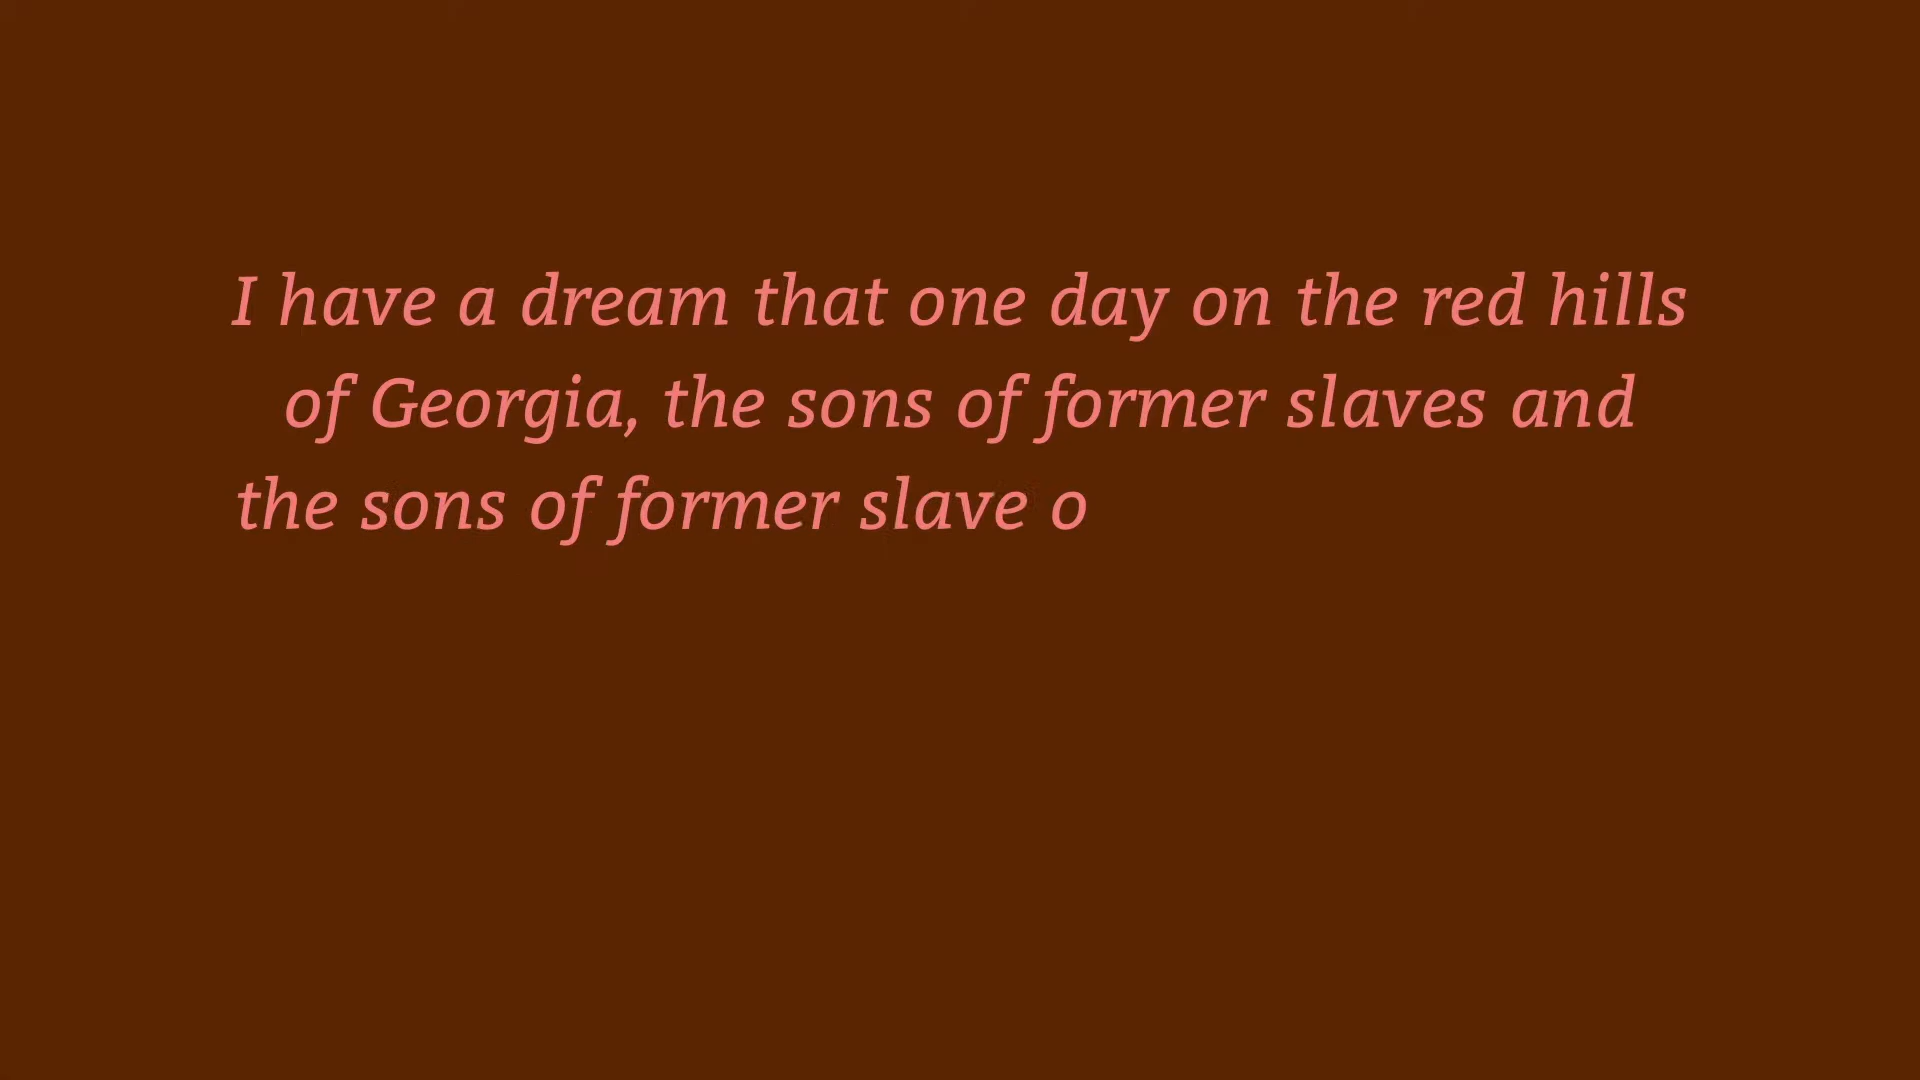 I have a dream that one day on the red hills
of Georgia, the sons of former slaves and
the sons of former slave o